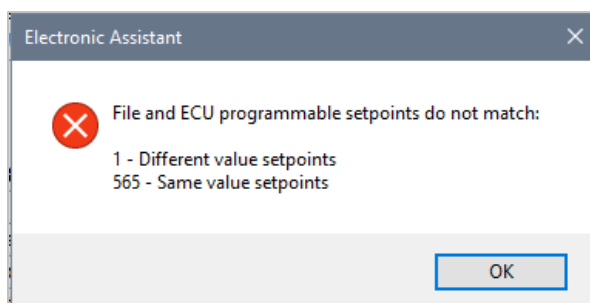 Electronic Assistant
File and ECU programmable setpoints do not match:
1 - Different value setpoints
565 - Same value setpoints
OK